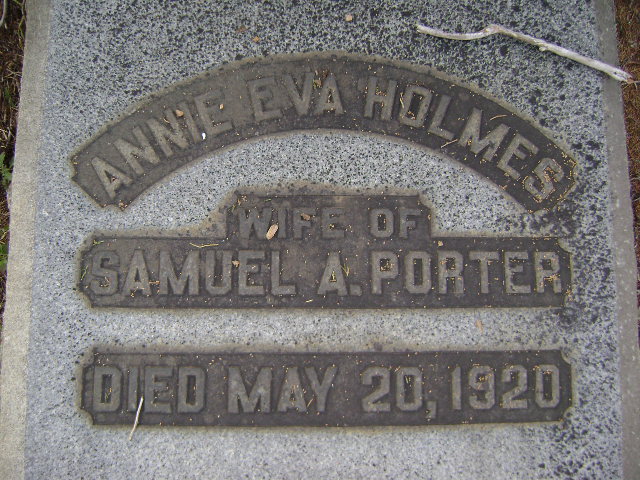 ANNIE EVA HOLMES
WIFE OF
SAMUEL A. PORTER
DIED MAY 20, 1920